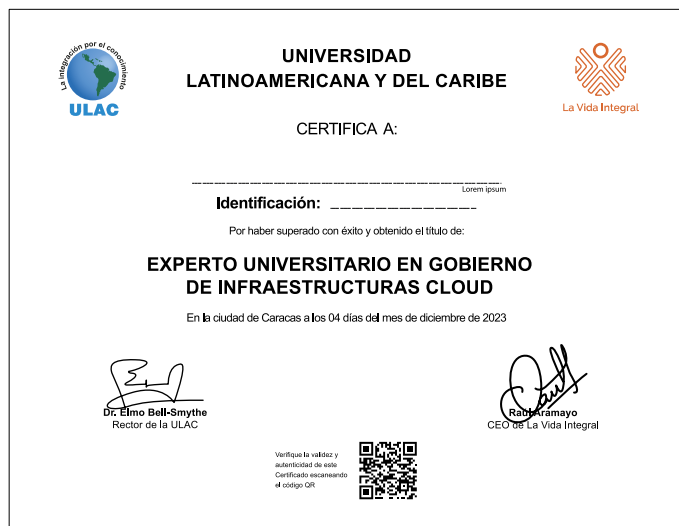 La integración por el conocimiento
ULAC
UNIVERSIDAD
LATINOAMERICANA Y DEL CARIBE
La Vida Integral
CERTIFICA A:
Lorem ipsum
Identificación:
Por haber superado con éxito y obtenido el título de:
EXPERTO UNIVERSITARIO EN GOBIERNO
DE INFRAESTRUCTURAS CLOUD
En la ciudad de Caracas a los 04 días del mes de diciembre de 2023
Dr. Elmo Bell-Smythe
Rector de la ULAC
Raúl Aramayo
CEO de La Vida Integral
Verifique la validez y
autenticidad de este
Certificado escaneando
el código QR